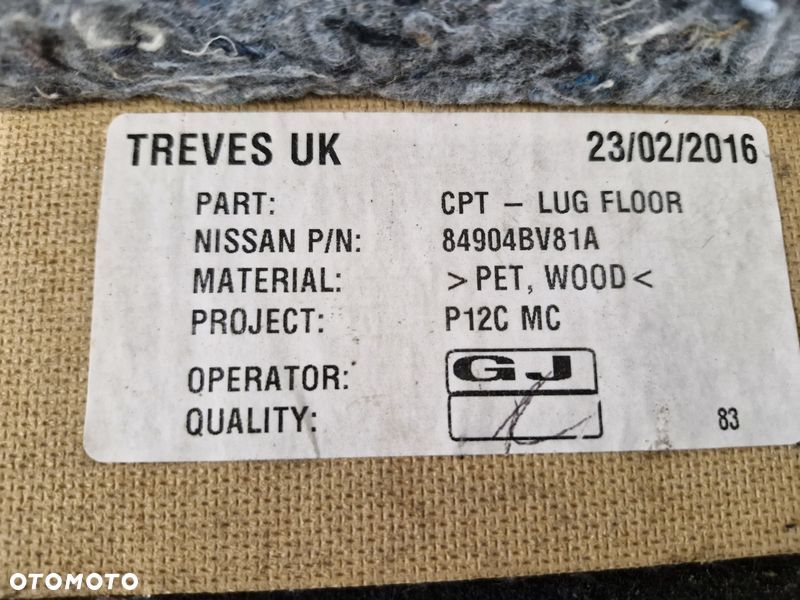 TREVES UK 23/02/2016
PART: CPT – LUG FLOOR
NISSAN P/N: 84904BV81A
MATERIAL: >PET, WOOD<
PROJECT: P12C MC
OPERATOR: GJ
QUALITY: 83
OTOMOTO